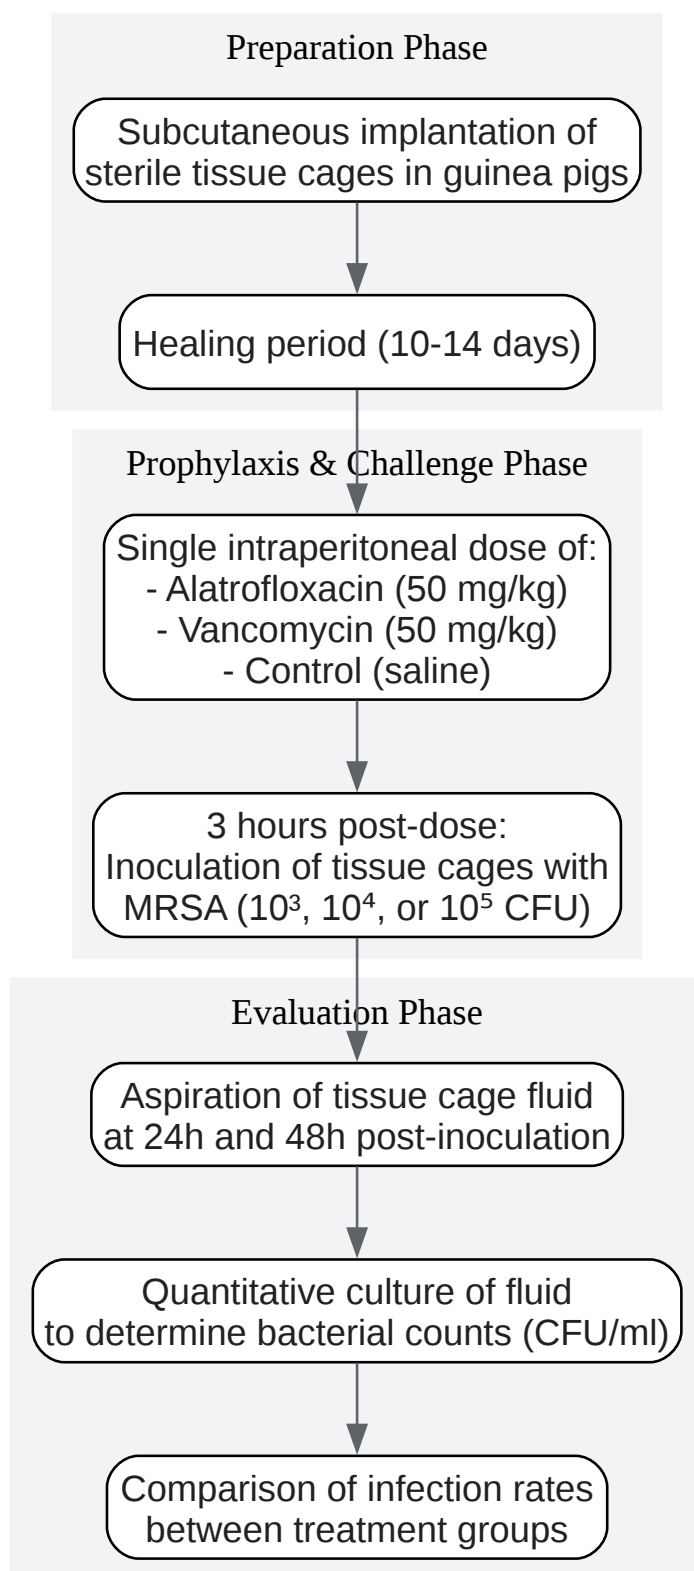 Preparation Phase
Subcutaneous implantation of
sterile tissue cages in guinea pigs
Healing period (10-14 days)
Prophylaxis & Challenge Phase
Single intraperitoneal dose of:
- Alatrofloxacin (50 mg/kg)
- Vancomycin (50 mg/kg)
- Control (saline)
3 hours post-dose:
Inoculation of tissue cages with
MRSA (10³, 10⁴, or 10⁵ CFU)
Evaluation Phase
Aspiration of tissue cage fluid
at 24h and 48h post-inoculation
Quantitative culture of fluid
to determine bacterial counts (CFU/ml)
Comparison of infection rates
between treatment groups